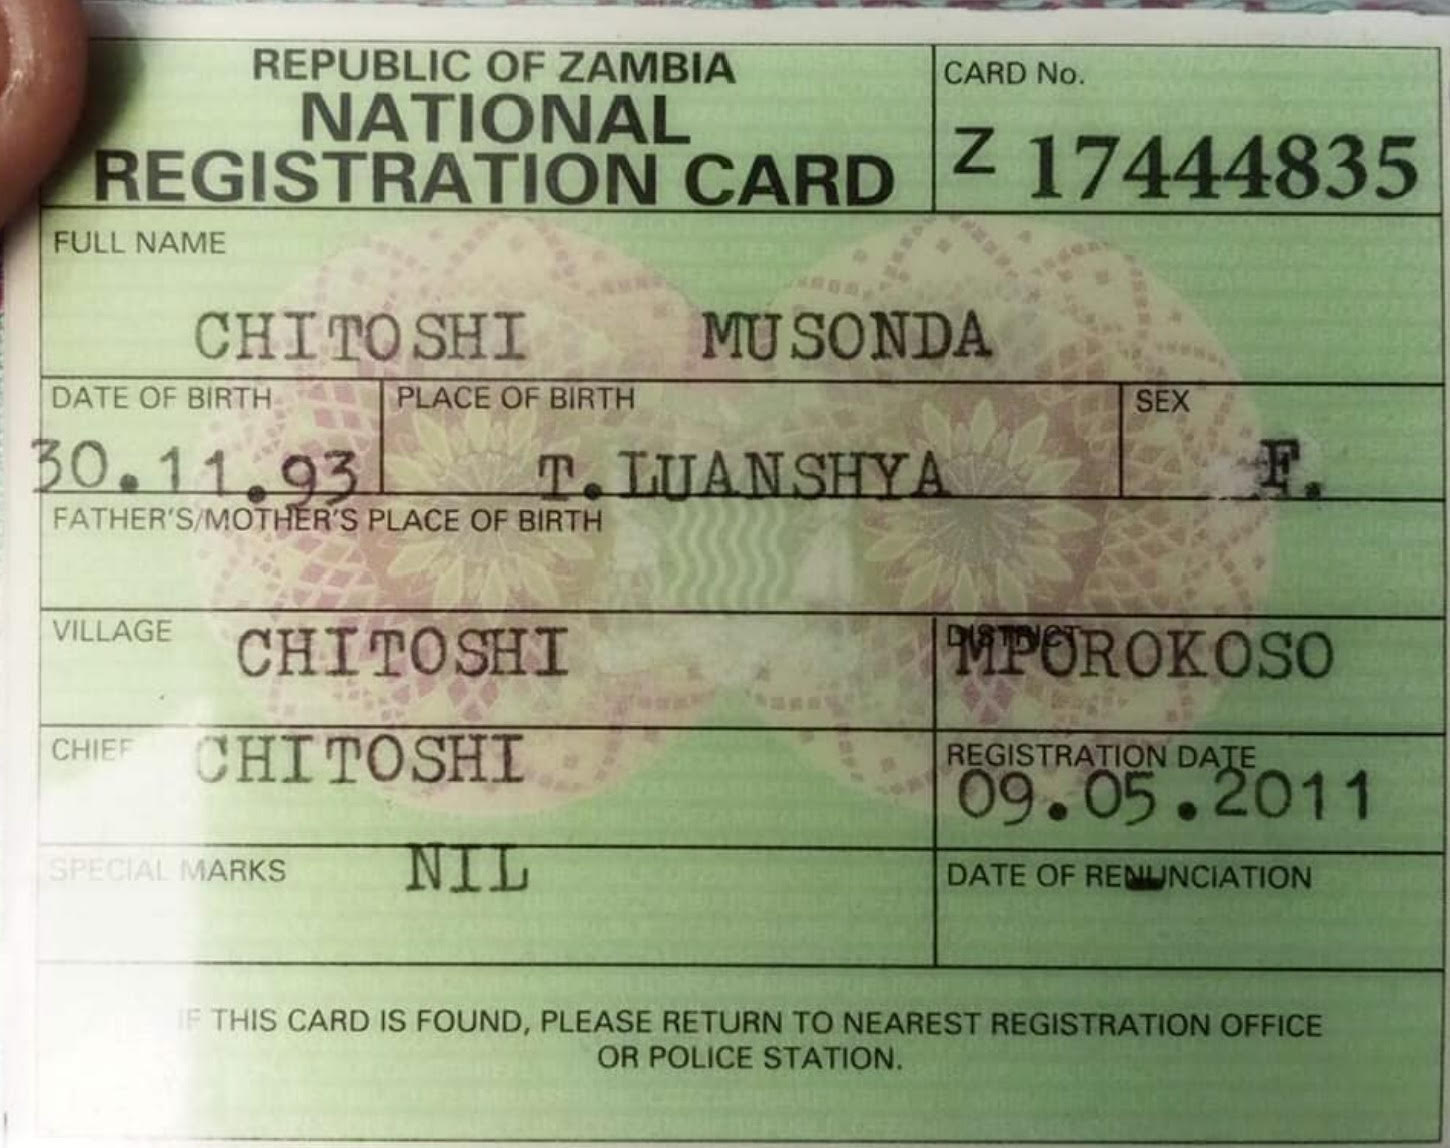 REPUBLIC OF ZAMBIA
NATIONAL
REGISTRATION CARD
CARD No.
Z 17444835
FULL NAME
CHITOSHI MUSONDA
DATE OF BIRTH
30.11.93
PLACE OF BIRTH
T.LUANSHYA
SEX
F.
FATHER'S/MOTHER'S PLACE OF BIRTH
VILLAGE CHITOSHI
DISTRICT
MPOROKOSO
CHIEF CHITOSHI
REGISTRATION DATE
09.05.2011
SPECIAL MARKS NIL
DATE OF RENUNCIATION
IF THIS CARD IS FOUND, PLEASE RETURN TO NEAREST REGISTRATION OFFICE
OR POLICE STATION.